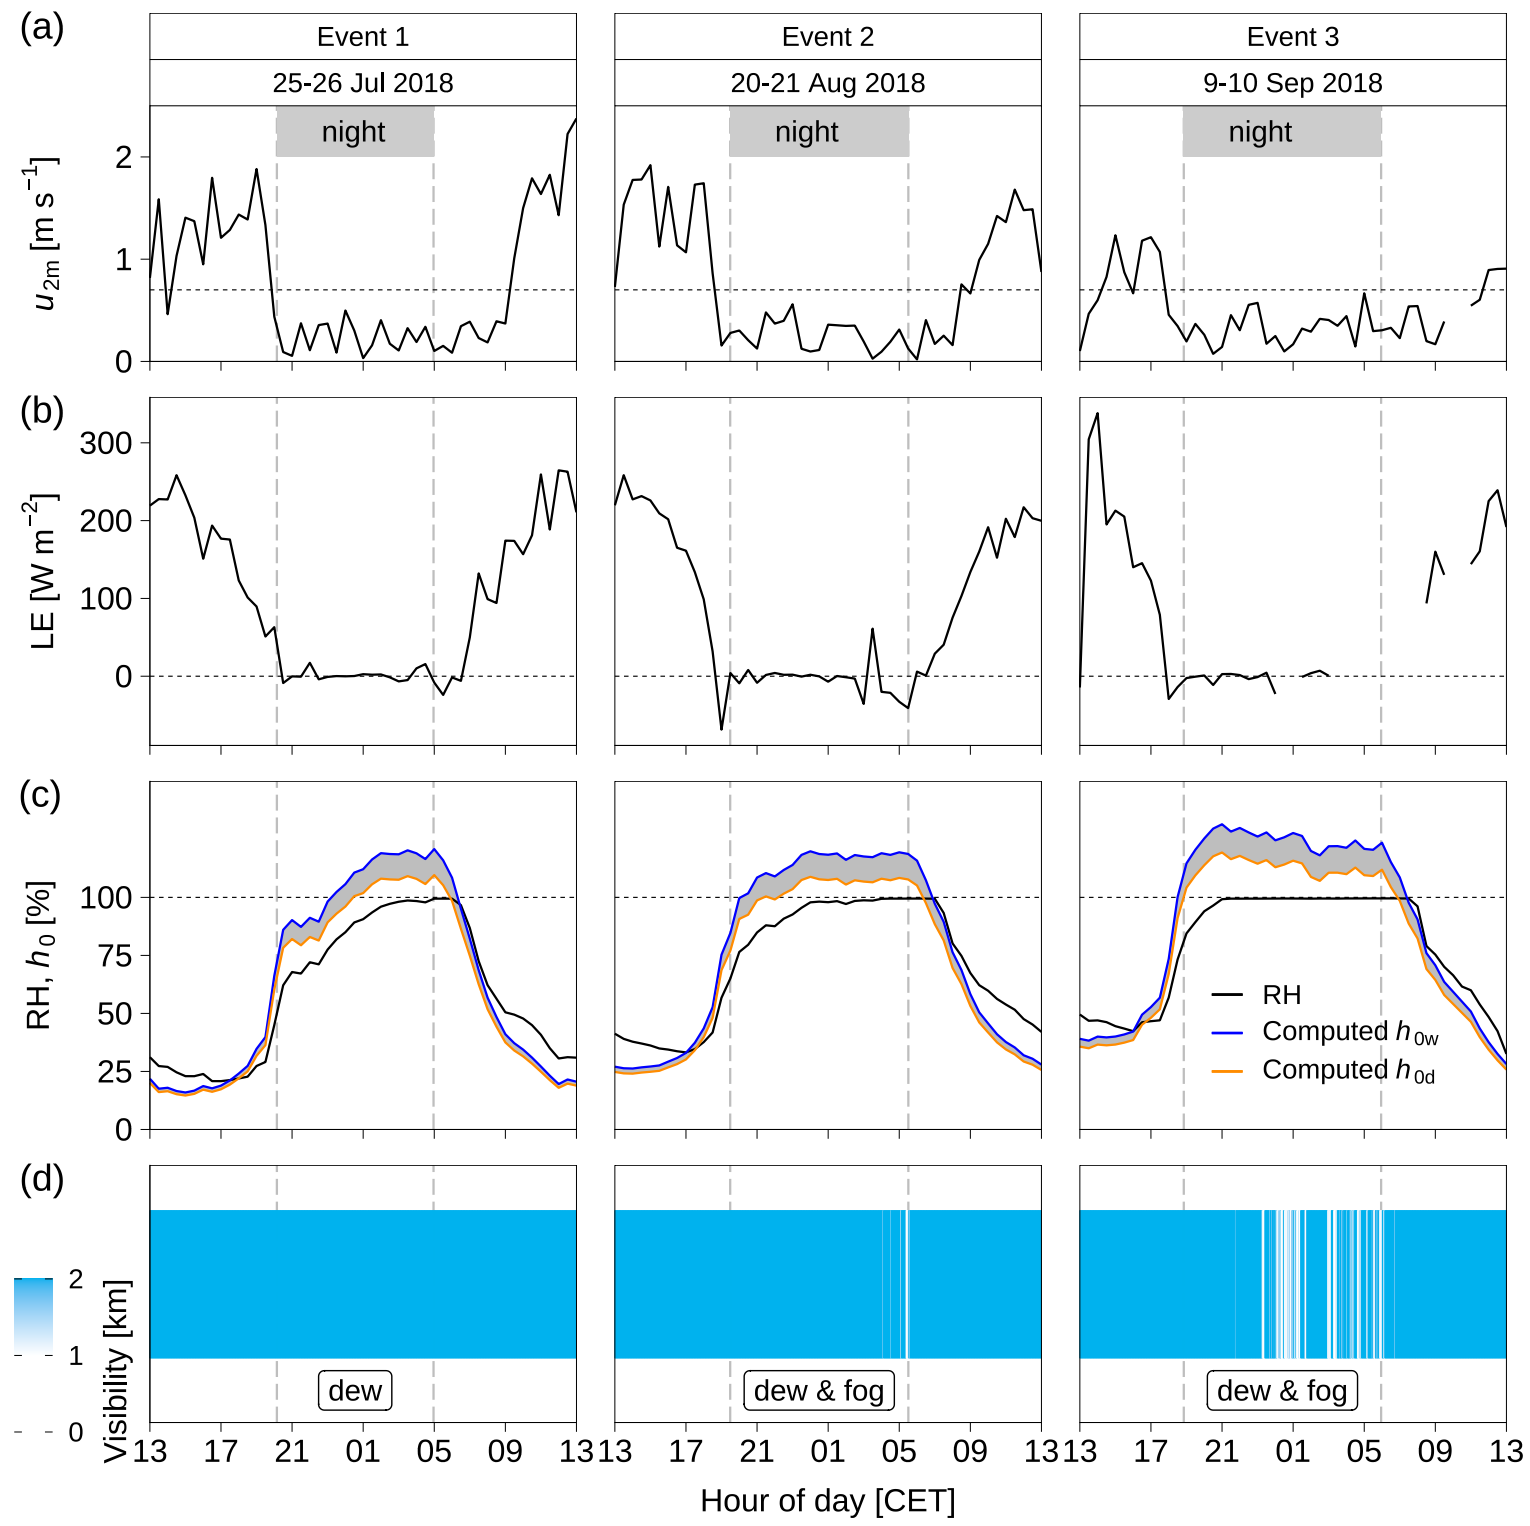 (a)
Event 1
Event 2
Event 3
25-26 Jul 2018
20-21 Aug 2018
9-10 Sep 2018
night
night
night
u2m [m s−1]
2
1
0
(b)
LE [W m−2]
300
200
100
0
(c)
RH, h0 [%]
100
75
50
25
0
RH
Computed h0w
Computed h0d
(d)
Visibility [km]
2
1
0
dew
dew & fog
dew & fog
13 17 21 01 05 09 13
13 17 21 01 05 09 13
13 17 21 01 05 09 13
Hour of day [CET]